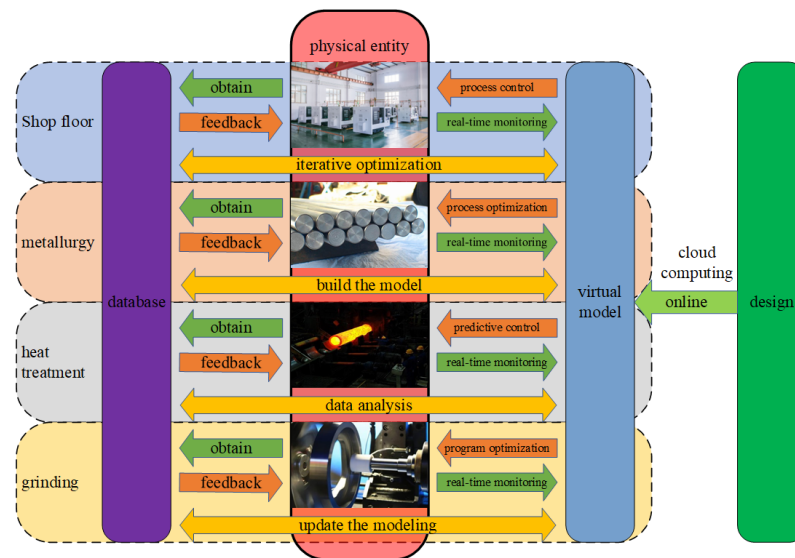 physical entity
Shop floor
obtain
process control
feedback
real-time monitoring
iterative optimization
metallurgy
obtain
process optimization
feedback
real-time monitoring
build the model
database
virtual
model
cloud
computing
online
design
heat
treatment
obtain
predictive control
feedback
real-time monitoring
data analysis
grinding
obtain
program optimization
feedback
real-time monitoring
update the modeling